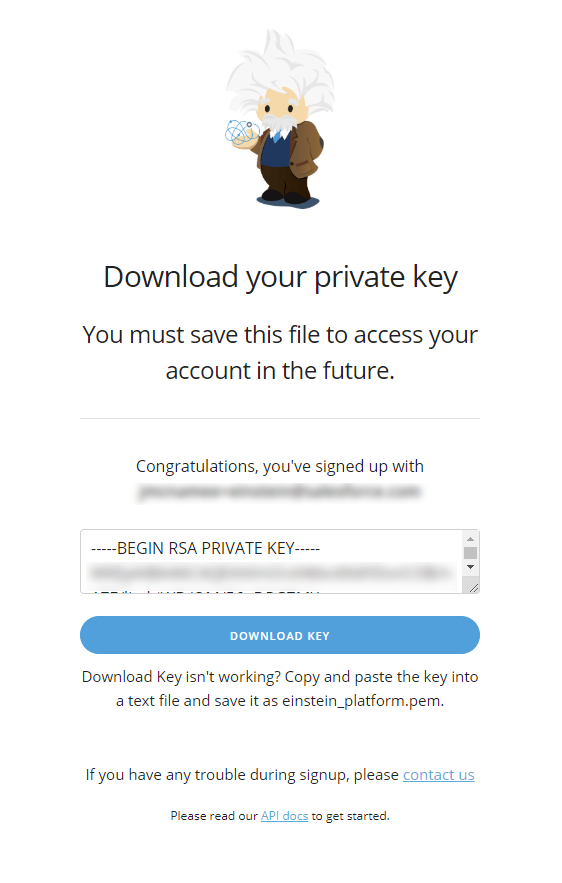 Download your private key
You must save this file to access your
account in the future.
Congratulations, you've signed up with
-----BEGIN RSA PRIVATE KEY-----
DOWNLOAD KEY
Download Key isn't working? Copy and paste the key into
a text file and save it as einstein_platform.pem.
If you have any trouble during signup, please contact us
Please read our API docs to get started.